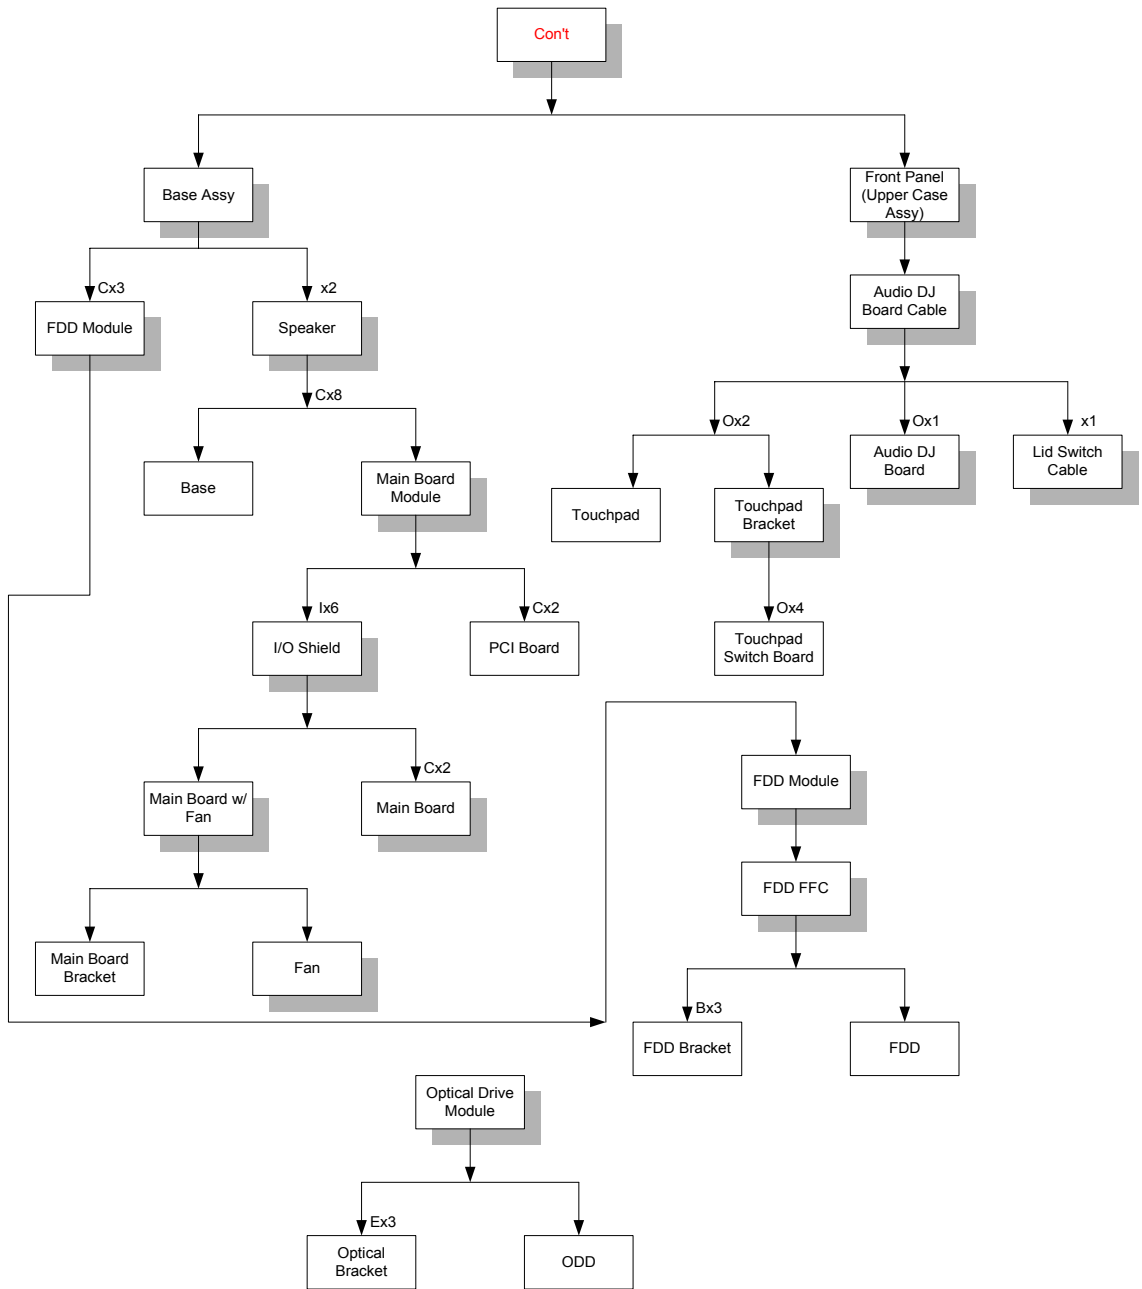 Con't
Base Assy
Front Panel
(Upper Case
Assy)
Cx3
x2
FDD Module
Speaker
Audio DJ
Board Cable
Cx8
Ox2
Ox1
x1
Base
Main Board
Module
Audio DJ
Board
Lid Switch
Cable
Touchpad
Touchpad
Bracket
Ix6
Cx2
Ox4
I/O Shield
PCI Board
Touchpad
Switch Board
Cx2
Main Board w/
Fan
Main Board
FDD Module
FDD FFC
Main Board
Bracket
Fan
Bx3
FDD Bracket
FDD
Optical Drive
Module
Ex3
Optical
Bracket
ODD